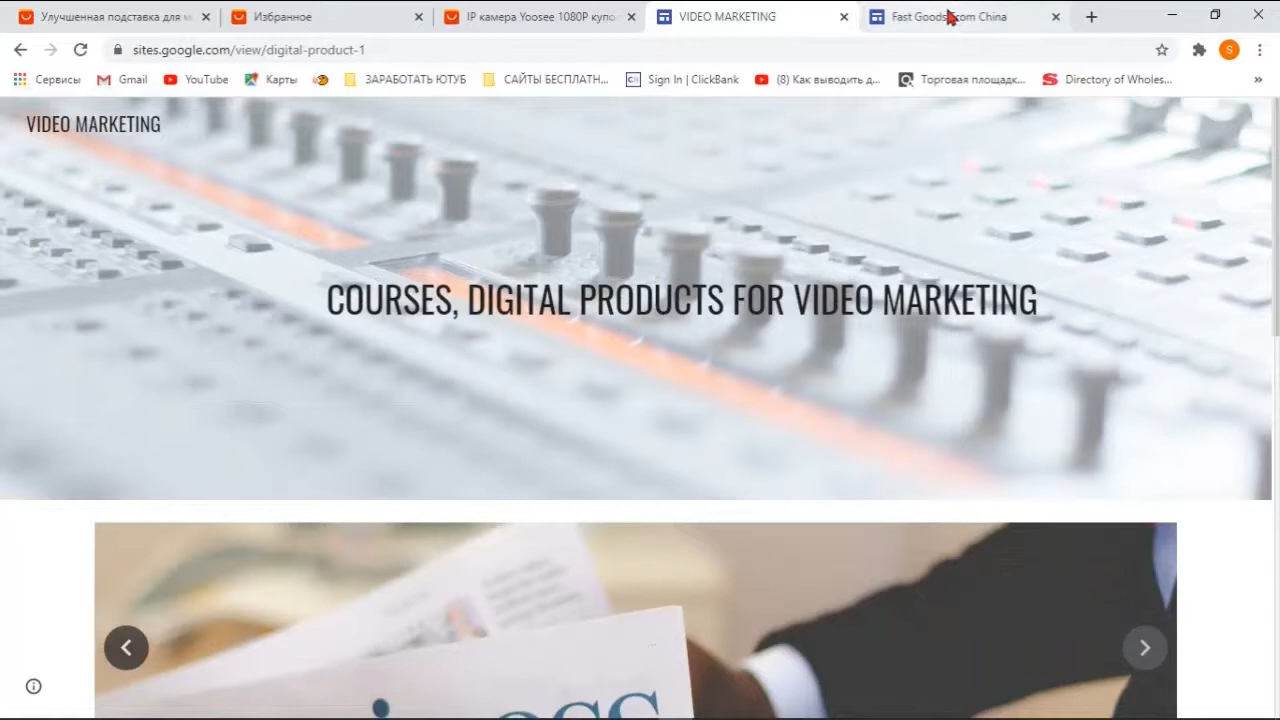 Улучшенная подставка для м
Избранное
IP камера Yoosee 1080P купо
VIDEO MARKETING
Fast Goods From China
sites.google.com/view/digital-product-1
S
Сервисы
Gmail
YouTube
Карты
ЗАРАБОТАТЬ ЮТУБ
САЙТЫ БЕСПЛАТН...
Sign In | ClickBank
(8) Как выводить д...
Торговая площадк...
Directory of Wholes...
»
VIDEO MARKETING
COURSES, DIGITAL PRODUCTS FOR VIDEO MARKETING